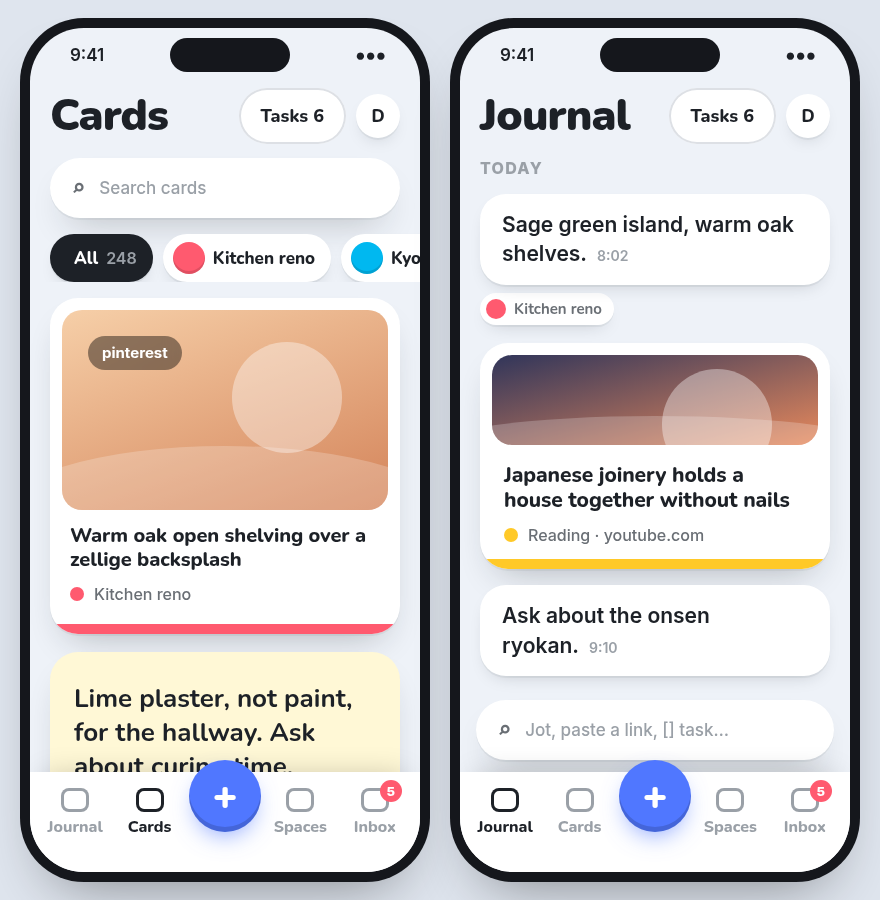 9:41
Cards
Tasks 6
D
Search cards
All 248
Kitchen reno
Kyo
pinterest
Warm oak open shelving over a
zellige backsplash
Kitchen reno
Lime plaster, not paint,
for the hallway. Ask
about curing time.
Journal
Cards
Spaces
5
Inbox
9:41
Journal
Tasks 6
D
TODAY
Sage green island, warm oak
shelves. 8:02
Kitchen reno
Japanese joinery holds a
house together without nails
Reading · youtube.com
Ask about the onsen
ryokan. 9:10
Jot, paste a link, [] task...
Journal
Cards
Spaces
5
Inbox